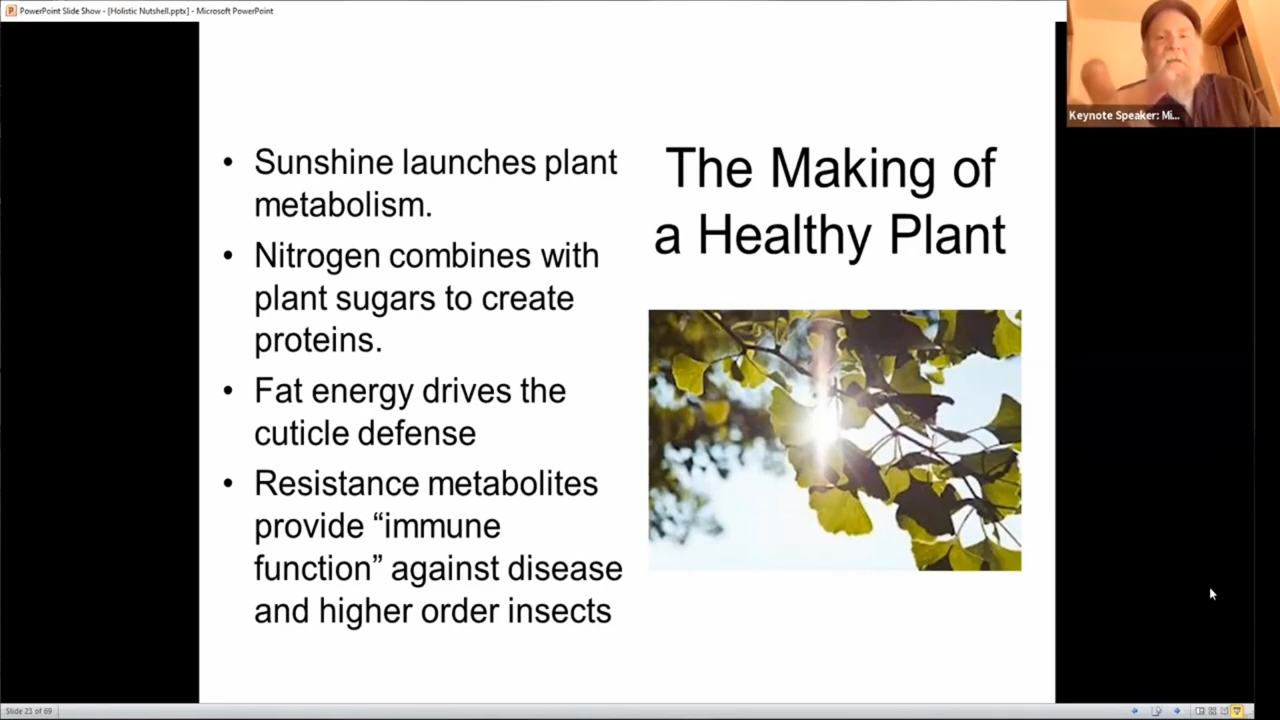 PowerPoint Slide Show - [Holistic Nutshell.pptx] - Microsoft PowerPoint
Keynote Speaker: Mi...
The Making of
a Healthy Plant
• Sunshine launches plant
metabolism.
• Nitrogen combines with
plant sugars to create
proteins.
• Fat energy drives the
cuticle defense
• Resistance metabolites
provide “immune
function” against disease
and higher order insects
Slide 23 of 69